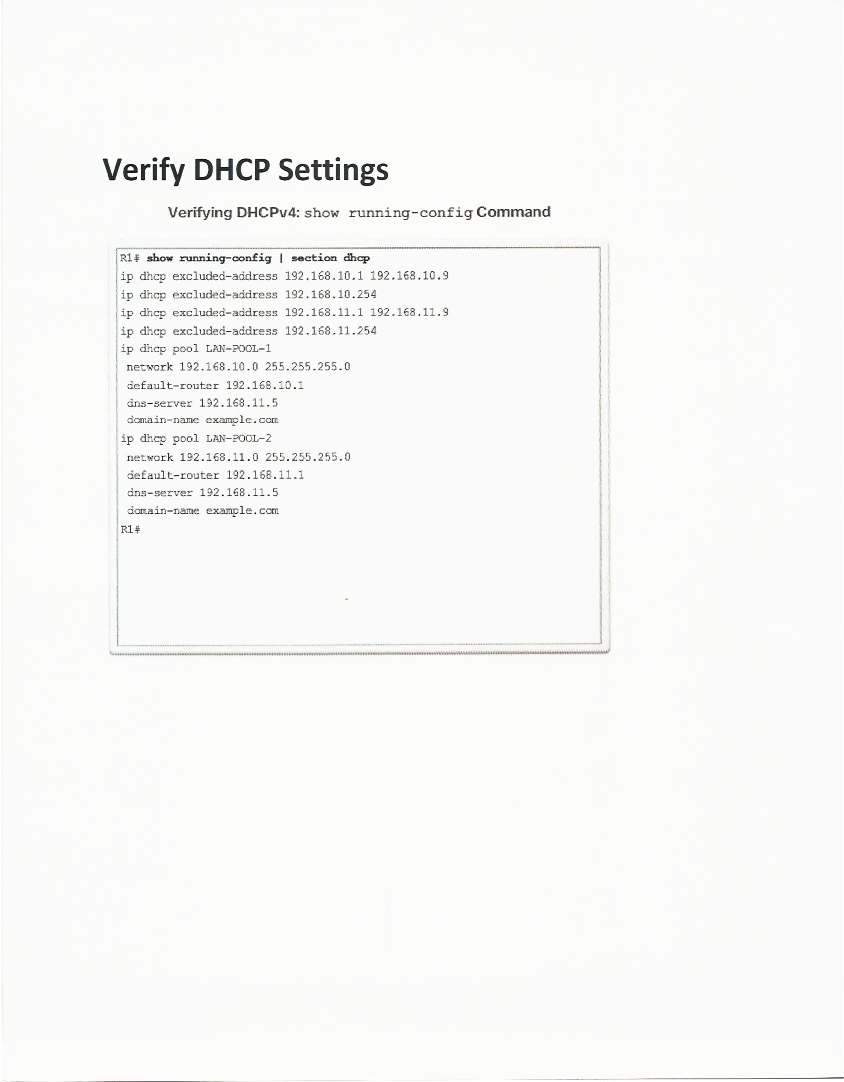 Verify DHCP Settings
Verifying DHCPv4: show running-config Command
R1# show running-config | section dhcp
ip dhcp excluded-address 192.168.10.1 192.168.10.9
ip dhcp excluded-address 192.168.10.254
ip dhcp excluded-address 192.168.11.1 192.168.11.9
ip dhcp excluded-address 192.168.11.254
ip dhcp pool LAN-POOL-1
network 192.168.10.0 255.255.255.0
default-router 192.168.10.1
dns-server 192.168.11.5
domain-name example.com
ip dhcp pool LAN-POOL-2
network 192.168.11.0 255.255.255.0
default-router 192.168.11.1
dns-server 192.168.11.5
domain-name example.com
R1#